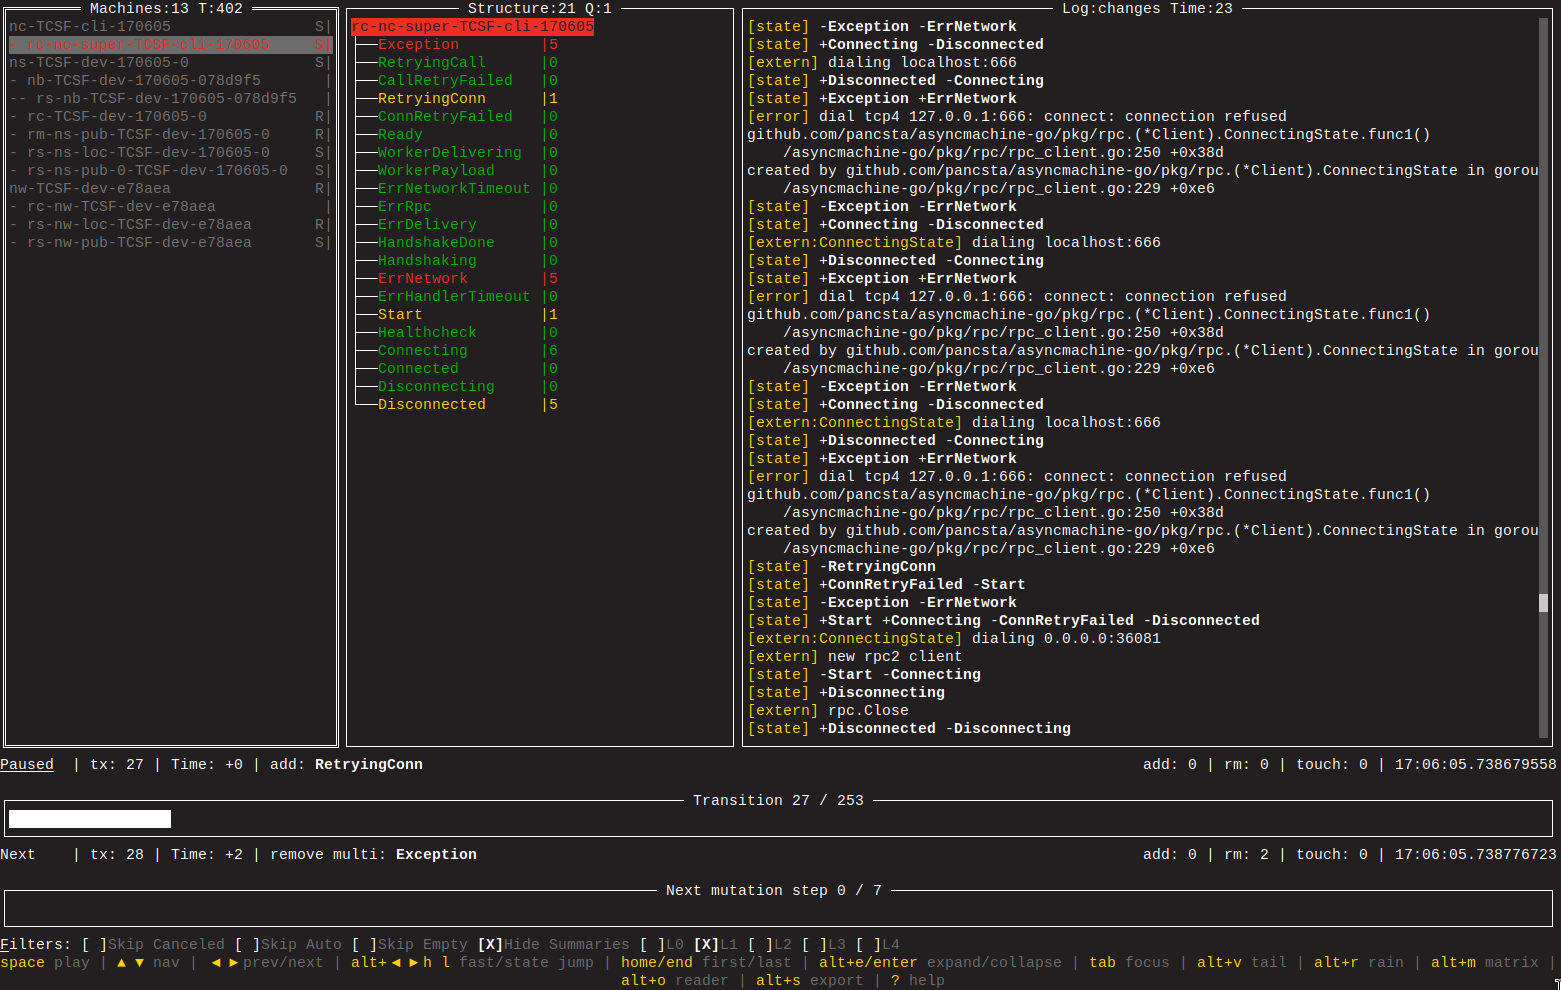 Machines:13 T:402
nc-TCSF-cli-170605 S|
- rc-nc-super-TCSF-cli-170605 S|
ns-TCSF-dev-170605-0 S|
- nb-TCSF-dev-170605-078d9f5 |
-- rs-nb-TCSF-dev-170605-078d9f5 |
- rc-TCSF-dev-170605-0 R|
- rm-ns-pub-TCSF-dev-170605-0 R|
- rs-ns-loc-TCSF-dev-170605-0 S|
- rs-ns-pub-0-TCSF-dev-170605-0 S|
nw-TCSF-dev-e78aea R|
- rc-nw-TCSF-dev-e78aea |
- rs-nw-loc-TCSF-dev-e78aea R|
- rs-nw-pub-TCSF-dev-e78aea S|
Structure:21 Q:1
rc-nc-super-TCSF-cli-170605
Exception |5
RetryingCall |0
CallRetryFailed |0
RetryingConn |1
ConnRetryFailed |0
Ready |0
WorkerDelivering |0
WorkerPayload |0
ErrNetworkTimeout |0
ErrRpc |0
ErrDelivery |0
HandshakeDone |0
Handshaking |0
ErrNetwork |5
ErrHandlerTimeout |0
Start |1
Healthcheck |0
Connecting |6
Connected |0
Disconnecting |0
Disconnected |5
Log:changes Time:23
[state] -Exception -ErrNetwork
[state] +Connecting -Disconnected
[extern] dialing localhost:666
[state] +Disconnected -Connecting
[state] +Exception +ErrNetwork
[error] dial tcp4 127.0.0.1:666: connect: connection refused
github.com/pancsta/asyncmachine-go/pkg/rpc.(*Client).ConnectingState.func1()
/asyncmachine-go/pkg/rpc/rpc_client.go:250 +0x38d
created by github.com/pancsta/asyncmachine-go/pkg/rpc.(*Client).ConnectingState in gorou
/asyncmachine-go/pkg/rpc/rpc_client.go:229 +0xe6
[state] -Exception -ErrNetwork
[state] +Connecting -Disconnected
[extern:ConnectingState] dialing localhost:666
[state] +Disconnected -Connecting
[state] +Exception +ErrNetwork
[error] dial tcp4 127.0.0.1:666: connect: connection refused
github.com/pancsta/asyncmachine-go/pkg/rpc.(*Client).ConnectingState.func1()
/asyncmachine-go/pkg/rpc/rpc_client.go:250 +0x38d
created by github.com/pancsta/asyncmachine-go/pkg/rpc.(*Client).ConnectingState in gorou
/asyncmachine-go/pkg/rpc/rpc_client.go:229 +0xe6
[state] -Exception -ErrNetwork
[state] +Connecting -Disconnected
[extern:ConnectingState] dialing localhost:666
[state] +Disconnected -Connecting
[state] +Exception +ErrNetwork
[error] dial tcp4 127.0.0.1:666: connect: connection refused
github.com/pancsta/asyncmachine-go/pkg/rpc.(*Client).ConnectingState.func1()
/asyncmachine-go/pkg/rpc/rpc_client.go:250 +0x38d
created by github.com/pancsta/asyncmachine-go/pkg/rpc.(*Client).ConnectingState in gorou
/asyncmachine-go/pkg/rpc/rpc_client.go:229 +0xe6
[state] -RetryingConn
[state] +ConnRetryFailed -Start
[state] -Exception -ErrNetwork
[state] +Start +Connecting -ConnRetryFailed -Disconnected
[extern:ConnectingState] dialing 0.0.0.0:36081
[extern] new rpc2 client
[state] -Start -Connecting
[state] +Disconnecting
[extern] rpc.Close
[state] +Disconnected -Disconnecting
Paused | tx: 27 | Time: +0 | add: RetryingConn add: 0 | rm: 0 | touch: 0 | 17:06:05.738679558
Transition 27 / 253
Next | tx: 28 | Time: +2 | remove multi: Exception add: 0 | rm: 2 | touch: 0 | 17:06:05.738776723
Next mutation step 0 / 7
Filters: [ ]Skip Canceled [ ]Skip Auto [ ]Skip Empty [X]Hide Summaries [ ]L0 [X]L1 [ ]L2 [ ]L3 [ ]L4
space play | ▲ ▼ nav | ◄ ►prev/next | alt+◄ ►h l fast/state jump | home/end first/last | alt+e/enter expand/collapse | tab focus | alt+v tail | alt+r rain | alt+m matrix |
alt+o reader | alt+s export | ? help